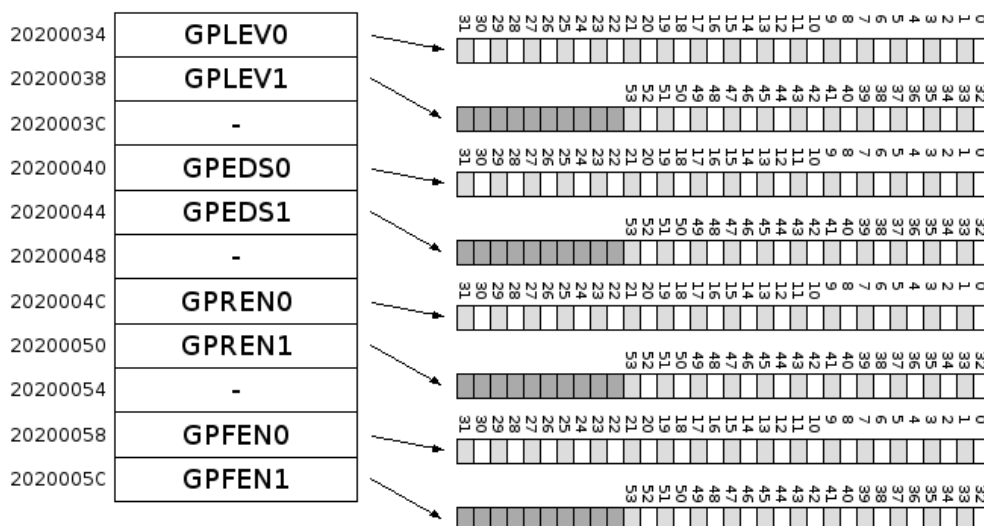 31 30 29 28 27 26 25 24 23 22 21 20 19 18 17 16 15 14 13 12 11 10 9 8 7 6 5 4 3 2 1 0
20200034 GPLEV0
20200038 GPLEV1
53 52 51 50 49 48 47 46 45 44 43 42 41 40 39 38 37 36 35 34 33 32
2020003C -
31 30 29 28 27 26 25 24 23 22 21 20 19 18 17 16 15 14 13 12 11 10 9 8 7 6 5 4 3 2 1 0
20200040 GPEDS0
20200044 GPEDS1
53 52 51 50 49 48 47 46 45 44 43 42 41 40 39 38 37 36 35 34 33 32
20200048 -
31 30 29 28 27 26 25 24 23 22 21 20 19 18 17 16 15 14 13 12 11 10 9 8 7 6 5 4 3 2 1 0
2020004C GPREN0
20200050 GPREN1
53 52 51 50 49 48 47 46 45 44 43 42 41 40 39 38 37 36 35 34 33 32
20200054 -
31 30 29 28 27 26 25 24 23 22 21 20 19 18 17 16 15 14 13 12 11 10 9 8 7 6 5 4 3 2 1 0
20200058 GPFEN0
2020005C GPFEN1
53 52 51 50 49 48 47 46 45 44 43 42 41 40 39 38 37 36 35 34 33 32